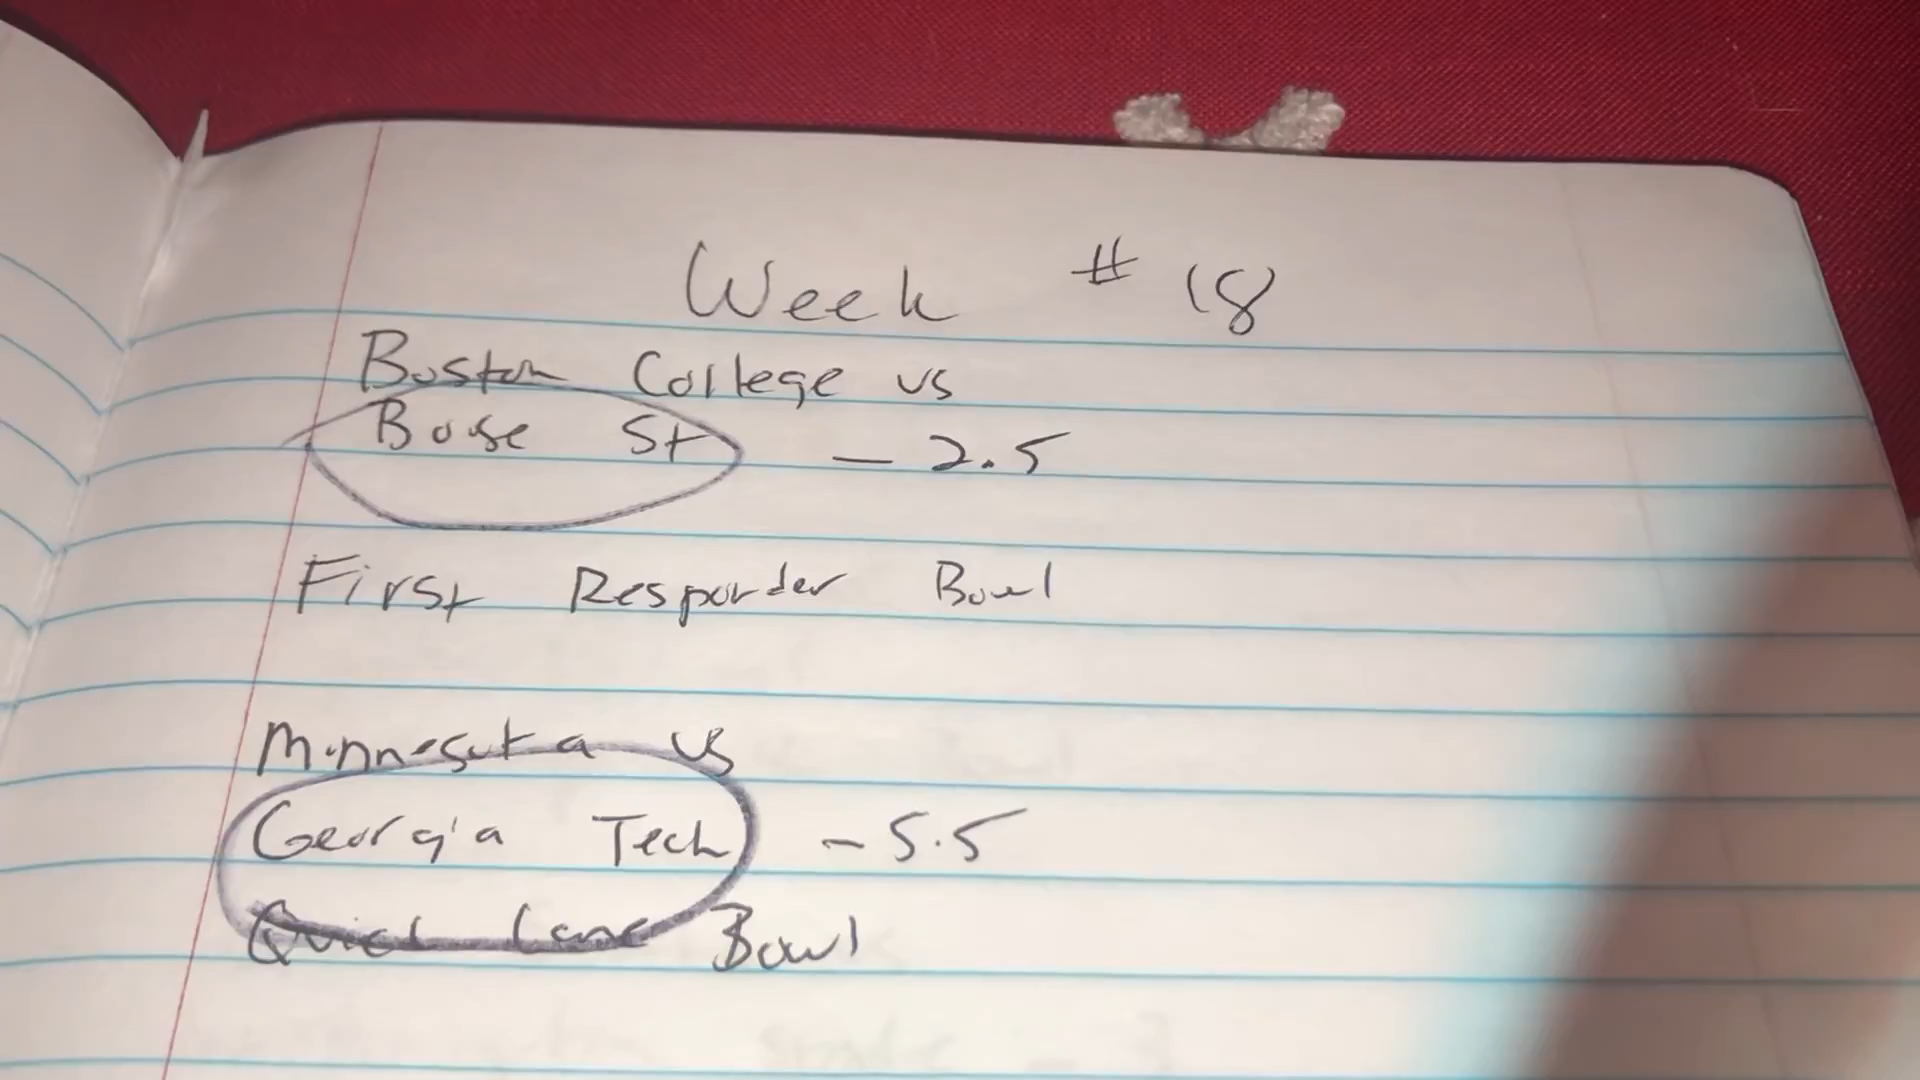 Week # 18
Boston College vs
Boise St - 2.5
First Responder Bowl
Minnesota vs
Georgia Tech - 5.5
Quick Lane Bowl